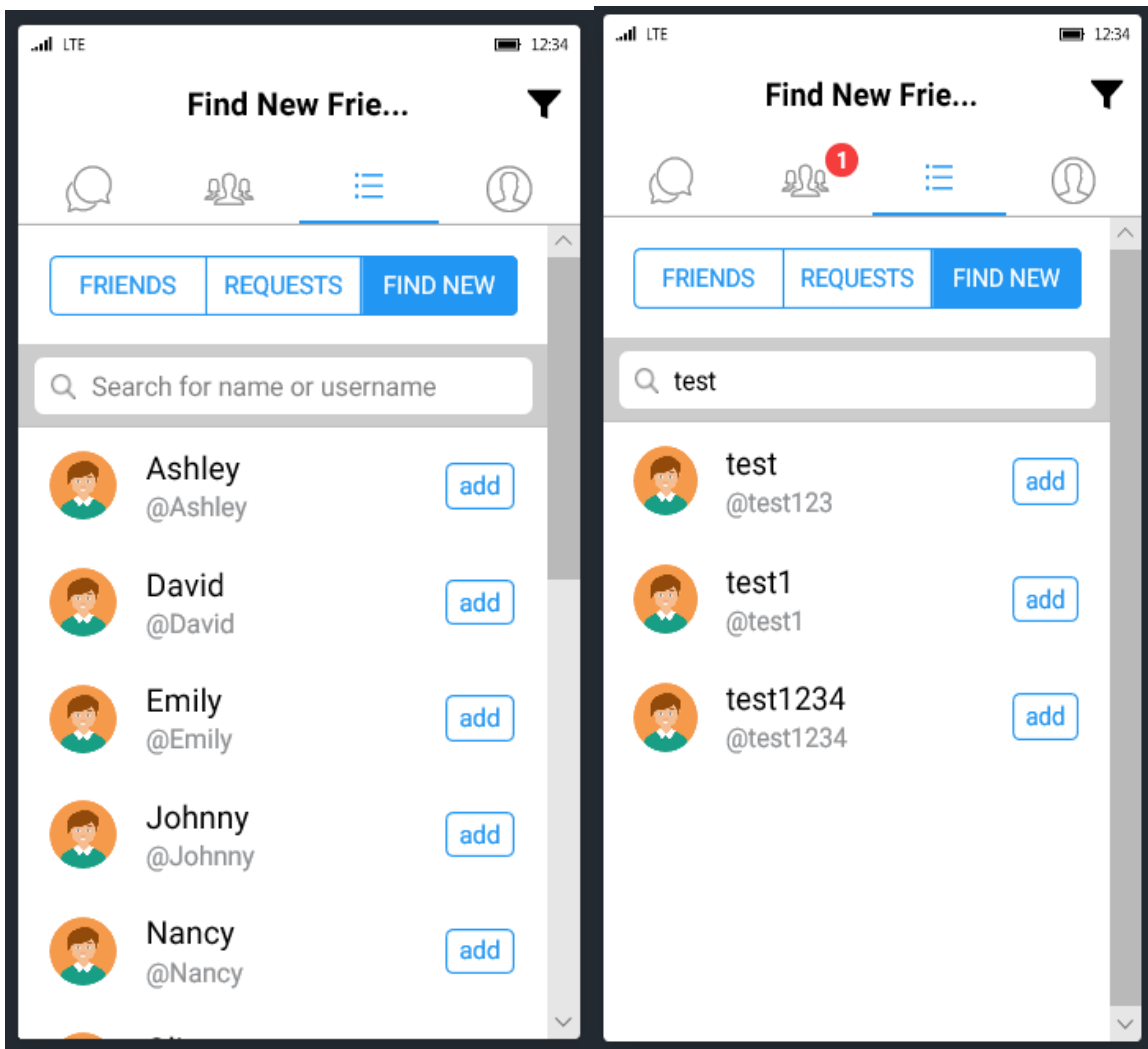 LTE 12:34
Find New Frie...
FRIENDS REQUESTS FIND NEW
Search for name or username
Ashley
@Ashley
add
David
@David
add
Emily
@Emily
add
Johnny
@Johnny
add
Nancy
@Nancy
add
LTE 12:34
Find New Frie...
1
FRIENDS REQUESTS FIND NEW
test
test
@test123
add
test1
@test1
add
test1234
@test1234
add